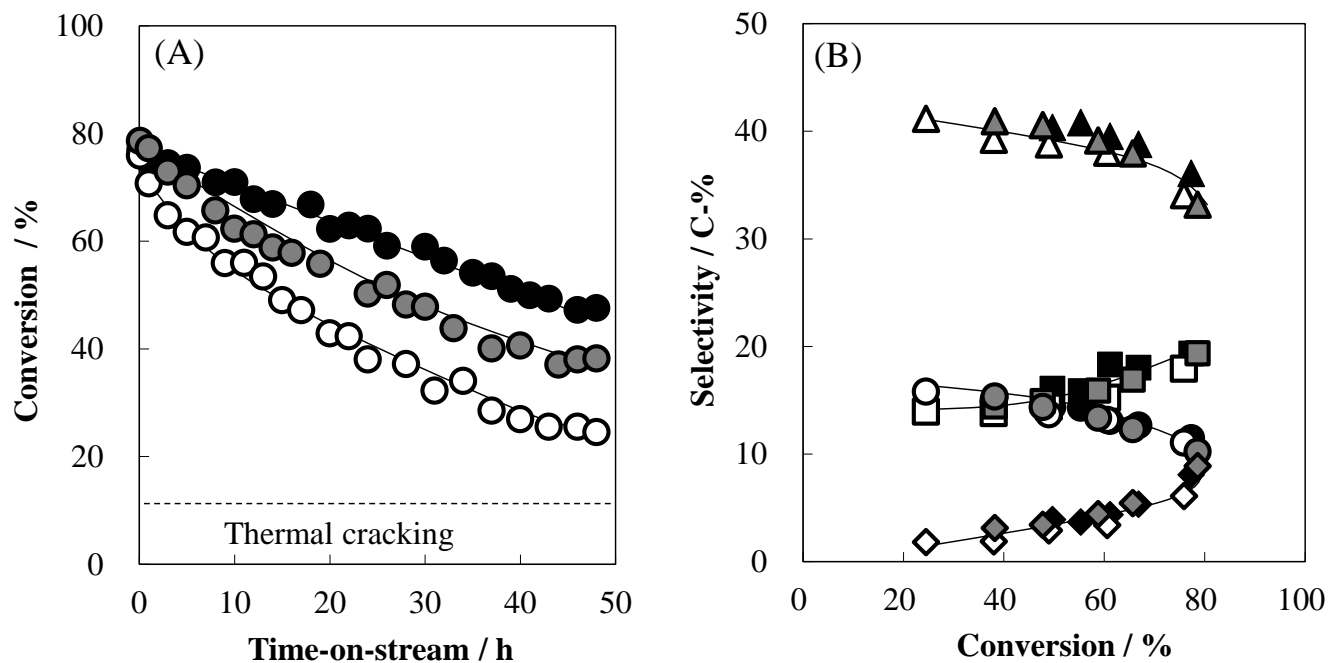 (A)
Conversion / %
100
80
60
40
20
0
Thermal cracking
0 10 20 30 40 50
Time-on-stream / h
(B)
Selectivity / C-%
50
40
30
20
10
0
0 20 40 60 80 100
Conversion / %